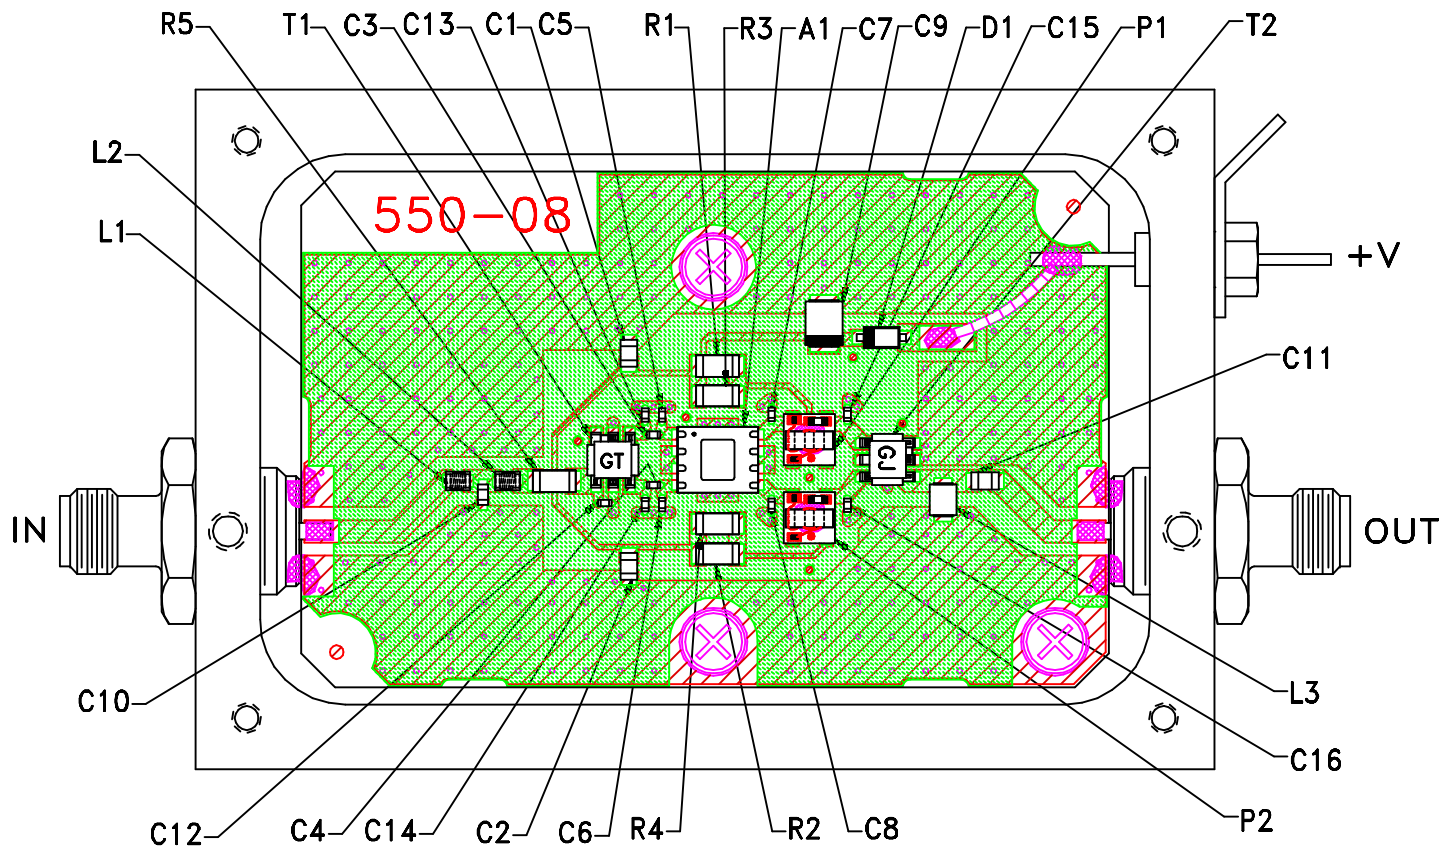 R5 T1 C3 C13 C1 C5 R1 R3 A1 C7 C9 D1 C15 P1 T2
L2
550-08
L1
+V
C11
GT
GJ
IN
OUT
C10
L3
C16
C12 C4 C14 C2 C6 R4 R2 C8 P2